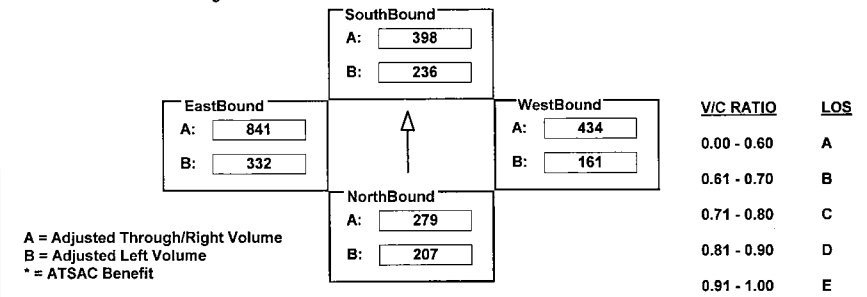 SouthBound
A: 398
B: 236
EastBound
A: 841
B: 332
WestBound
A: 434
B: 161
NorthBound
A: 279
B: 207
A = Adjusted Through/Right Volume
B = Adjusted Left Volume
* = ATSAC Benefit
V/C RATIO LOS
0.00 - 0.60 A
0.61 - 0.70 B
0.71 - 0.80 C
0.81 - 0.90 D
0.91 - 1.00 E